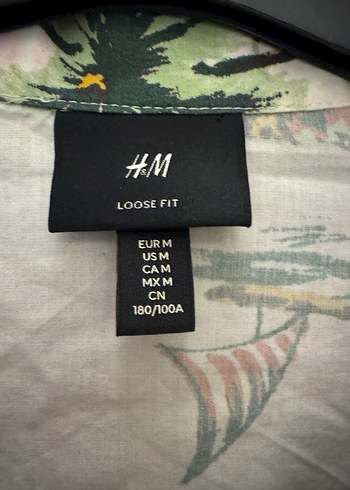 H&M
LOOSE FIT
EUR M
US M
CA M
MX M
CN
180/100A